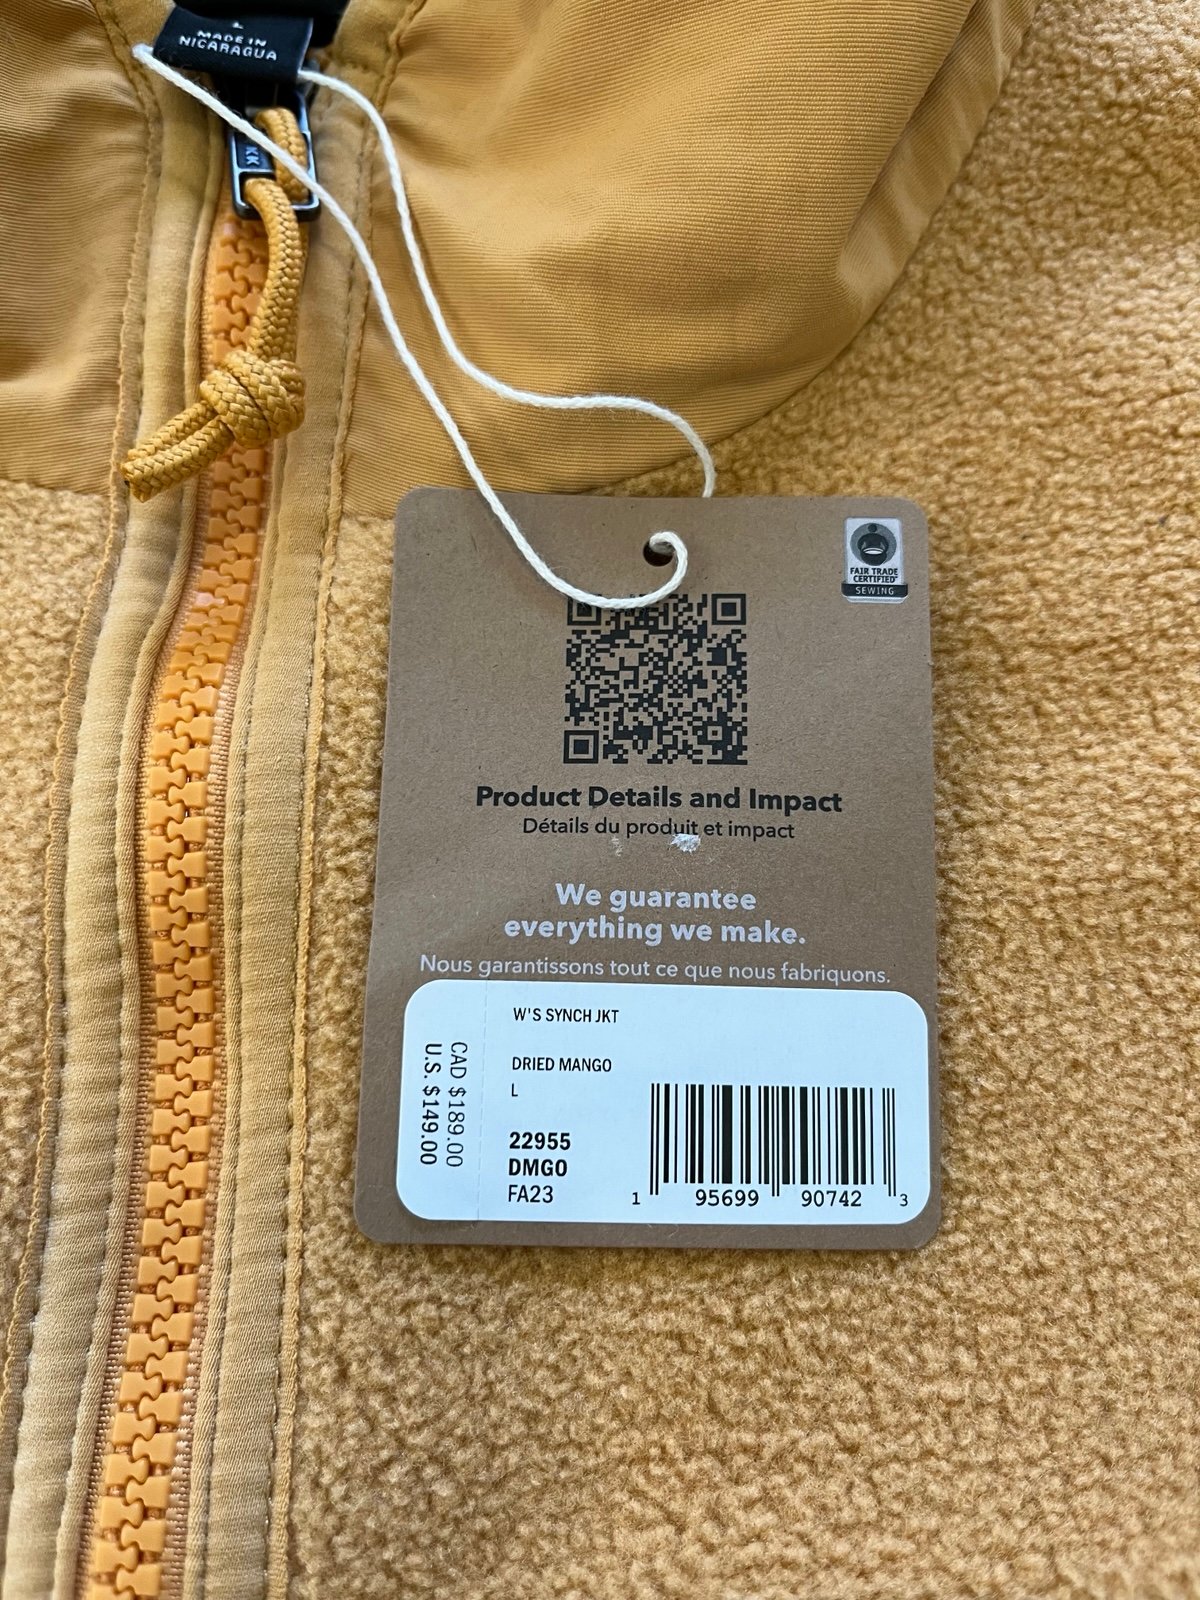 L
MADE IN
NICARAGUA
KK
FAIR TRADE
CERTIFIED
SEWING
Product Details and Impact
Détails du produit et impact
We guarantee
everything we make.
Nous garantissons tout ce que nous fabriquons.
W'S SYNCH JKT
DRIED MANGO
L
22955
DMGO
FA23
CAD $189.00
U.S. $149.00
1 95699 90742 3